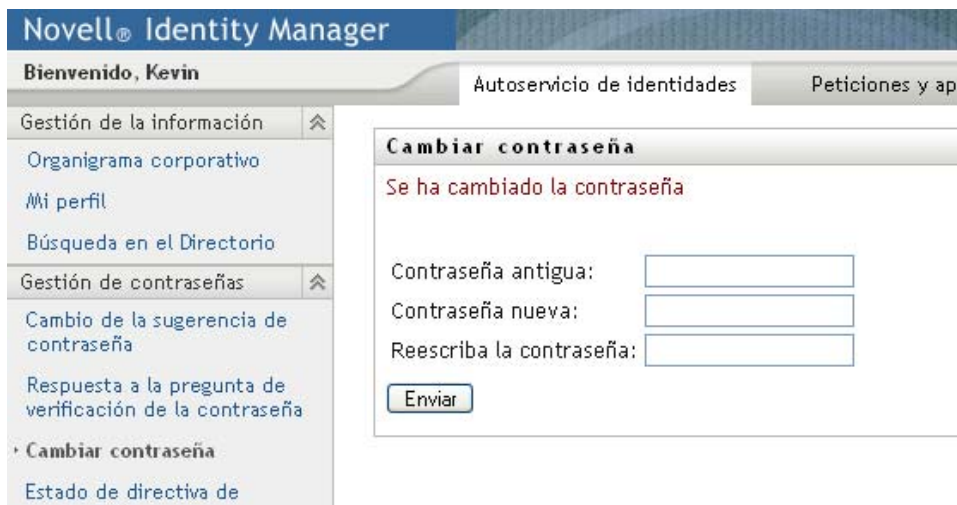 Novell® Identity Manager
Bienvenido, Kevin
Autoservicio de identidades
Peticiones y ap
Gestión de la información
Organigrama corporativo
Mi perfil
Búsqueda en el Directorio
Gestión de contraseñas
Cambio de la sugerencia de
contraseña
Respuesta a la pregunta de
verificación de la contraseña
Cambiar contraseña
Estado de directiva de
Cambiar contraseña
Se ha cambiado la contraseña
Contraseña antigua:
Contraseña nueva:
Reescriba la contraseña:
Enviar